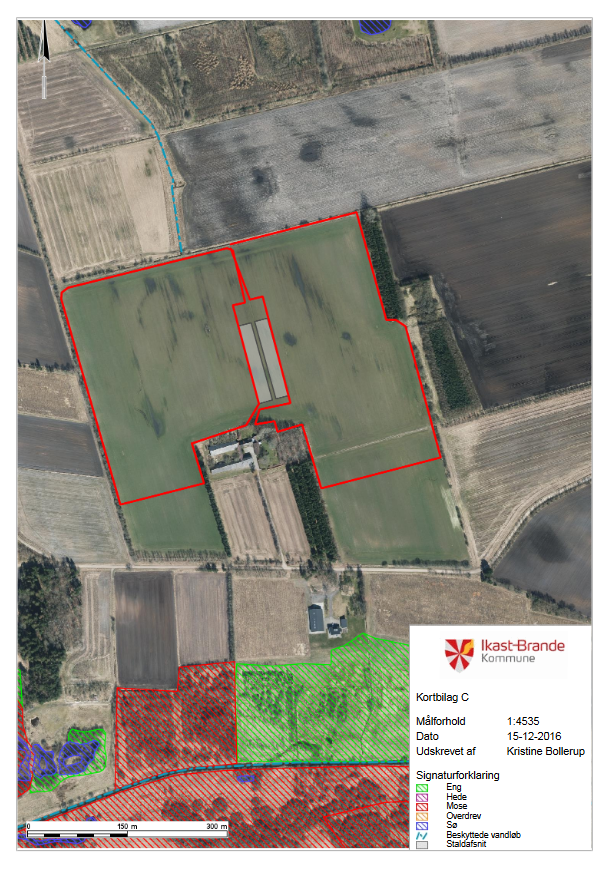 Ikast-Brande
Kommune
Kortbilag C
Målforhold 1:4535
Dato 15-12-2016
Udskrevet af Kristine Bollerup
Signaturforklaring
Eng
Hede
Mose
Overdrev
Sø
Beskyttede vandløb
Staldafsnit
0 150 m 300 m